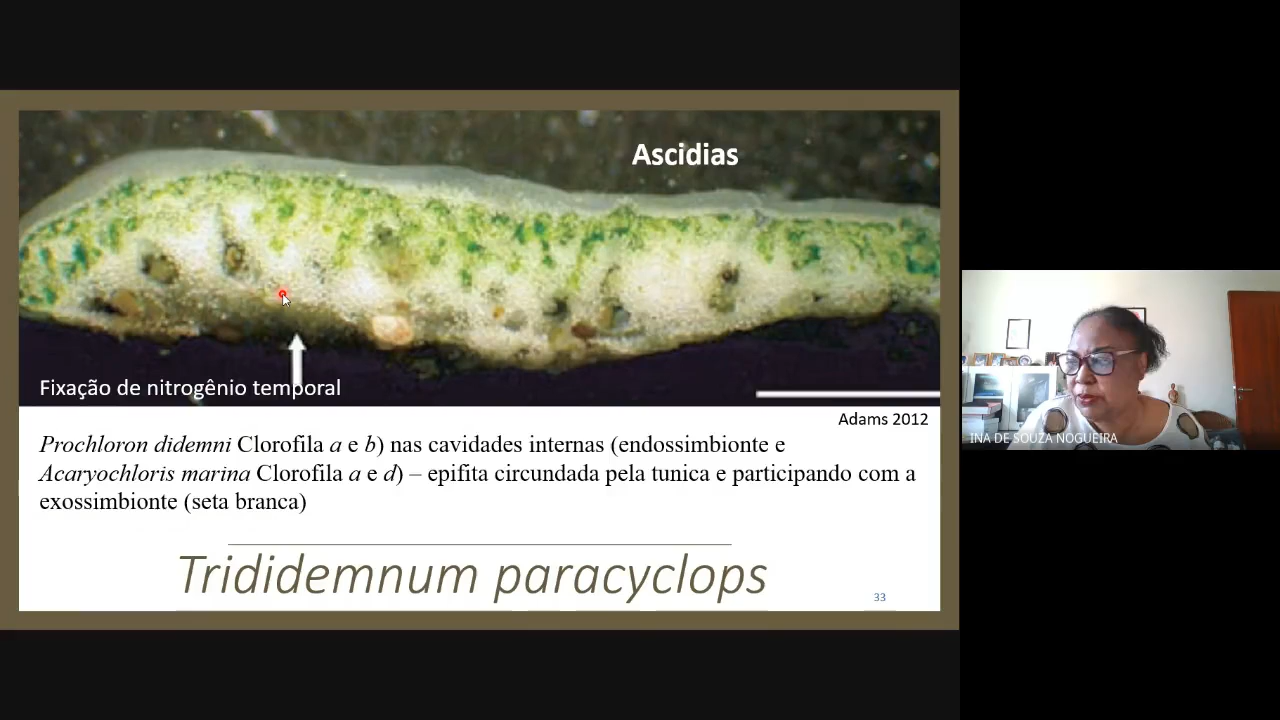 Ascidias
Fixação de nitrogênio temporal
Adams 2012
Prochloron didemni Clorofila a e b) nas cavidades internas (endossimbionte e
Acaryochloris marina Clorofila a e d) – epifita circundada pela tunica e participando com a
exossimbionte (seta branca)
Trididemnum paracyclops
33
INA DE SOUZA NOGUEIRA